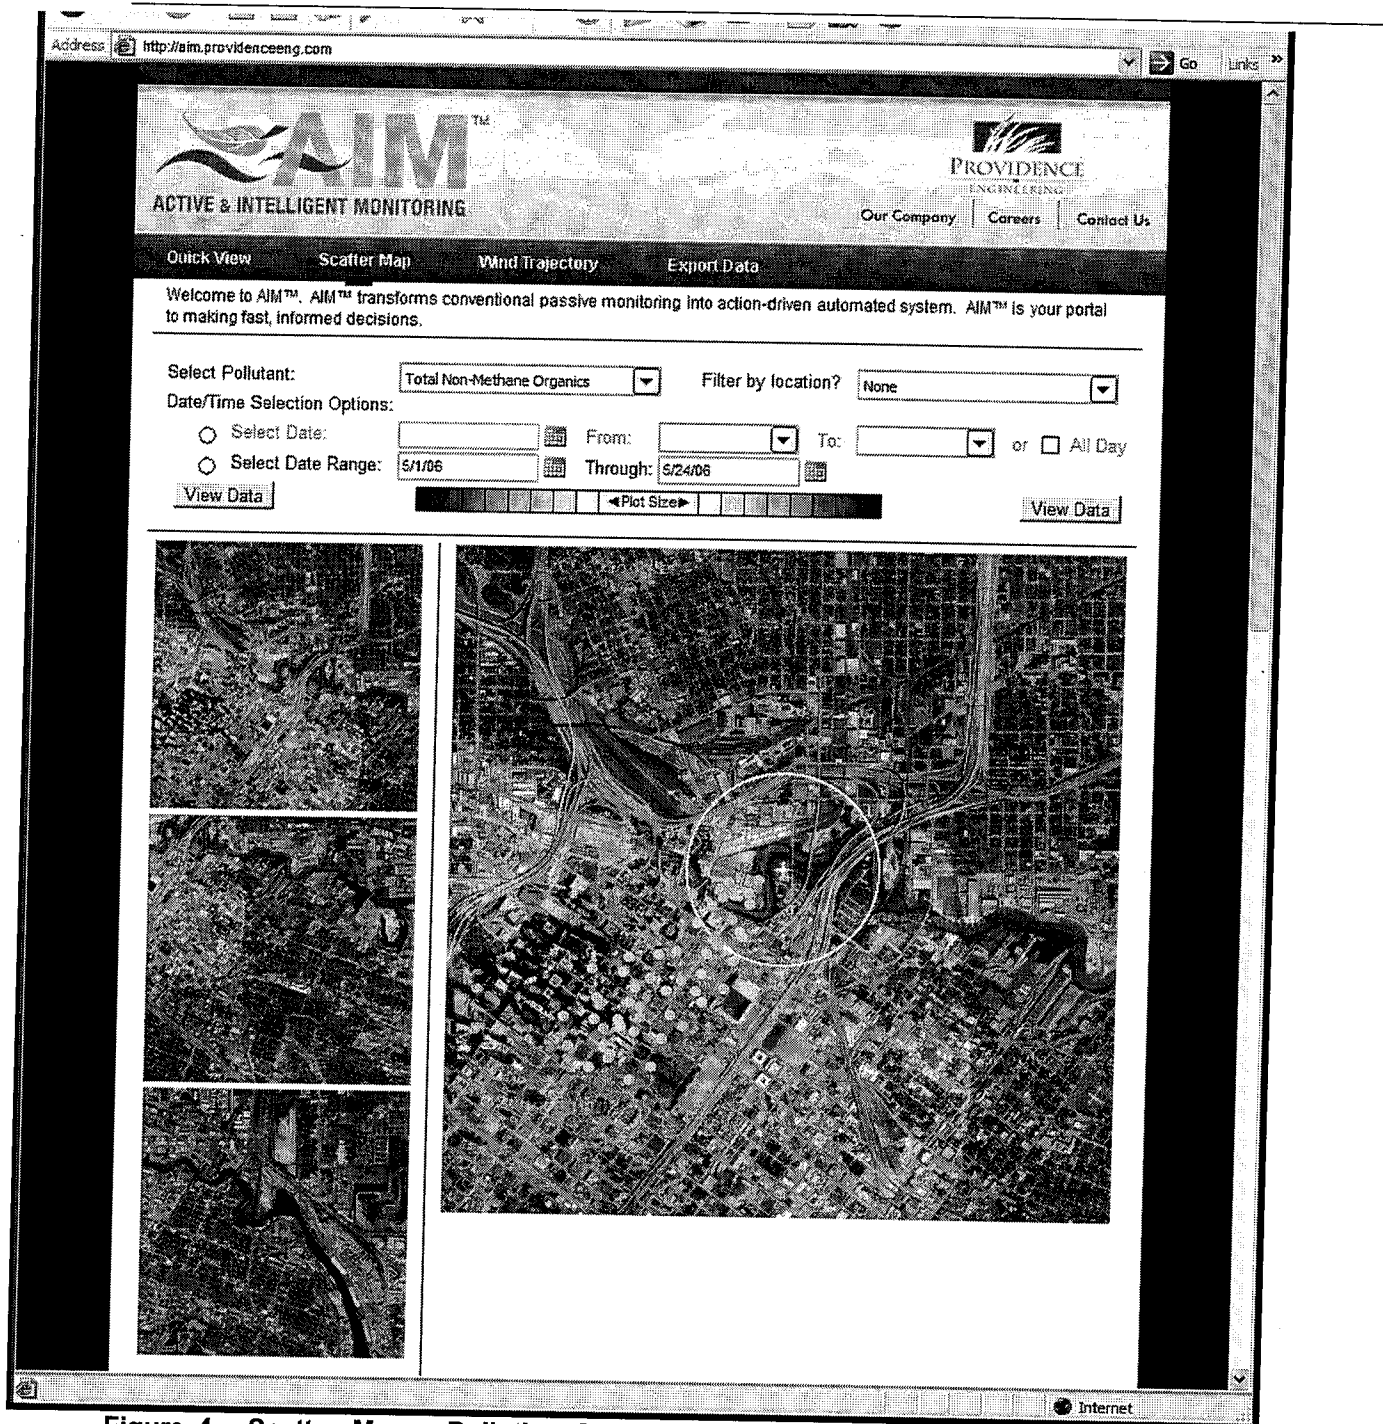 Address http://aim.providenceeng.com Go Links »
AIM™
ACTIVE & INTELLIGENT MONITORING
PROVIDENCE
ENGINEERING
Our Company Careers Contact Us
Quick View Scatter Map Wind Trajectory Export Data
Welcome to AIM™. AIM™ transforms conventional passive monitoring into action-driven automated system. AIM™ is your portal
to making fast, informed decisions.
Select Pollutant: Total Non-Methane Organics Filter by location? None
Date/Time Selection Options:
Select Date: From: To: or All Day
Select Date Range: 5/1/06 Through: 5/24/06
View Data ◄Plot Size► View Data
Internet